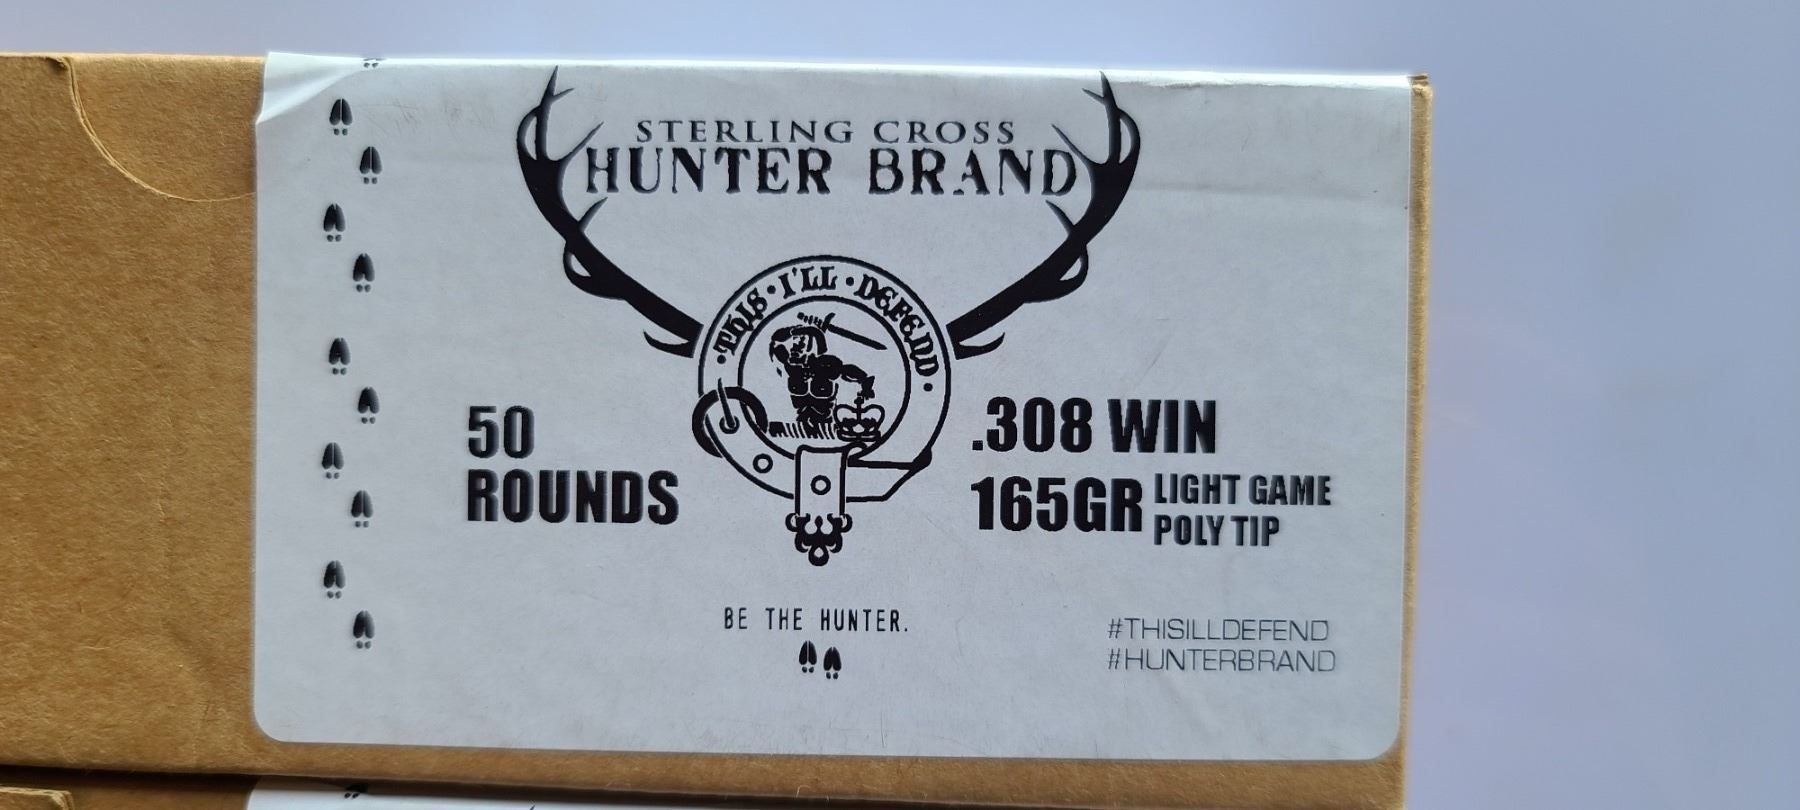 STERLING CROSS
HUNTER BRAND
·THIS·I'LL·DEFEND·
50
ROUNDS
.308 WIN
165GR LIGHT GAME
POLY TIP
BE THE HUNTER.
#THISILLDEFEND
#HUNTERBRAND